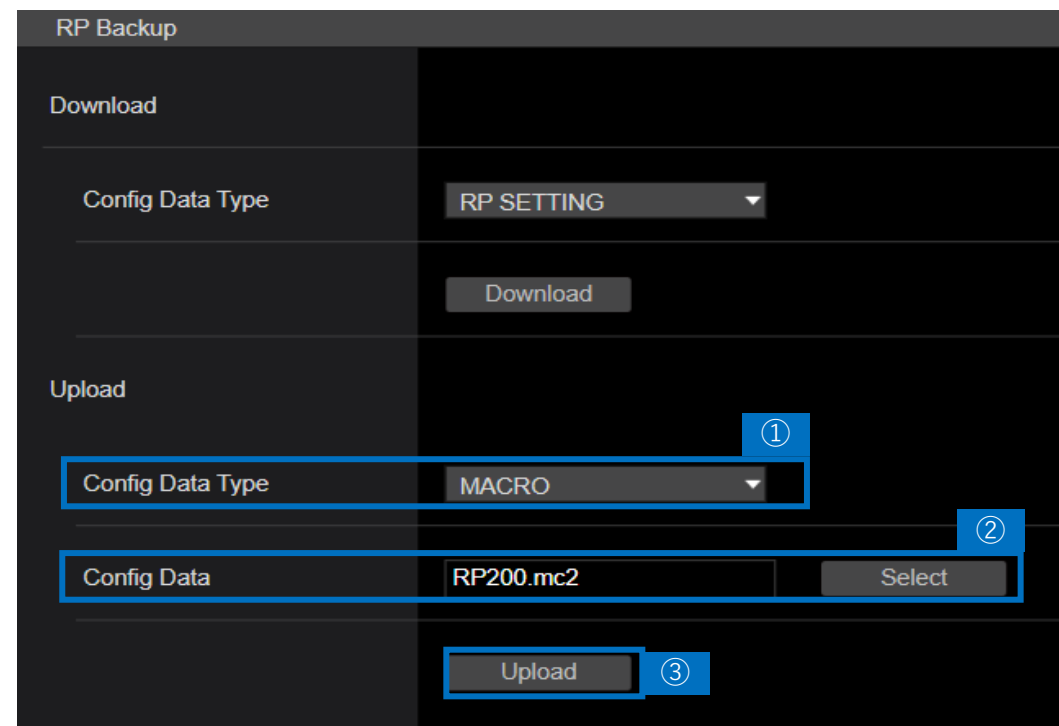 RP Backup
Download
Config Data Type RP SETTING
Download
Upload
①
Config Data Type MACRO
②
Config Data RP200.mc2 Select
Upload ③